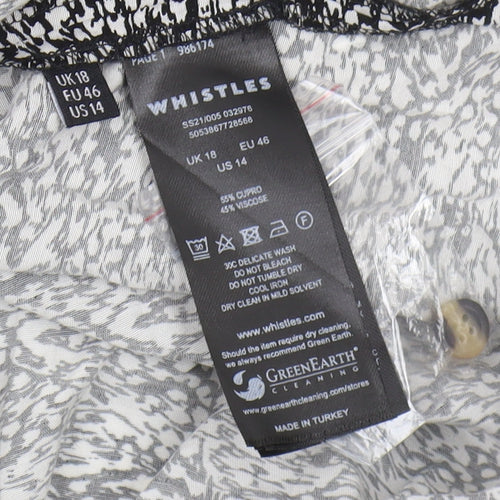 UK 18
EU 46
US 14
PAGE 1 986174
WHISTLES
SS21/005 032976
5053867728568
UK 18 EU 46
US 14
55% CUPRO
45% VISCOSE
30 F
30C DELICATE WASH
DO NOT BLEACH
DO NOT TUMBLE DRY
COOL IRON
DRY CLEAN IN MILD SOLVENT
www.whistles.com
Should the item require dry cleaning,
we always recommend Green Earth
GREENEARTH®
CLEANING
www.greenearthcleaning.com/stores
MADE IN TURKEY